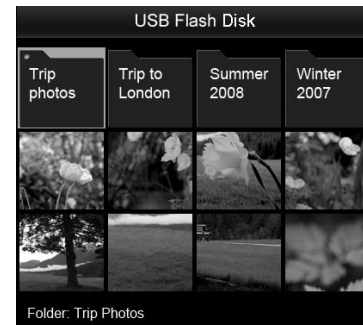 USB Flash Disk
Trip
photos
Trip to
London
Summer
2008
Winter
2007
Folder: Trip Photos